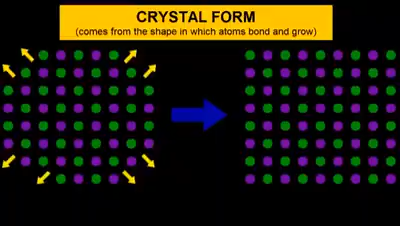 CRYSTAL FORM
(comes from the shape in which atoms bond and grow)